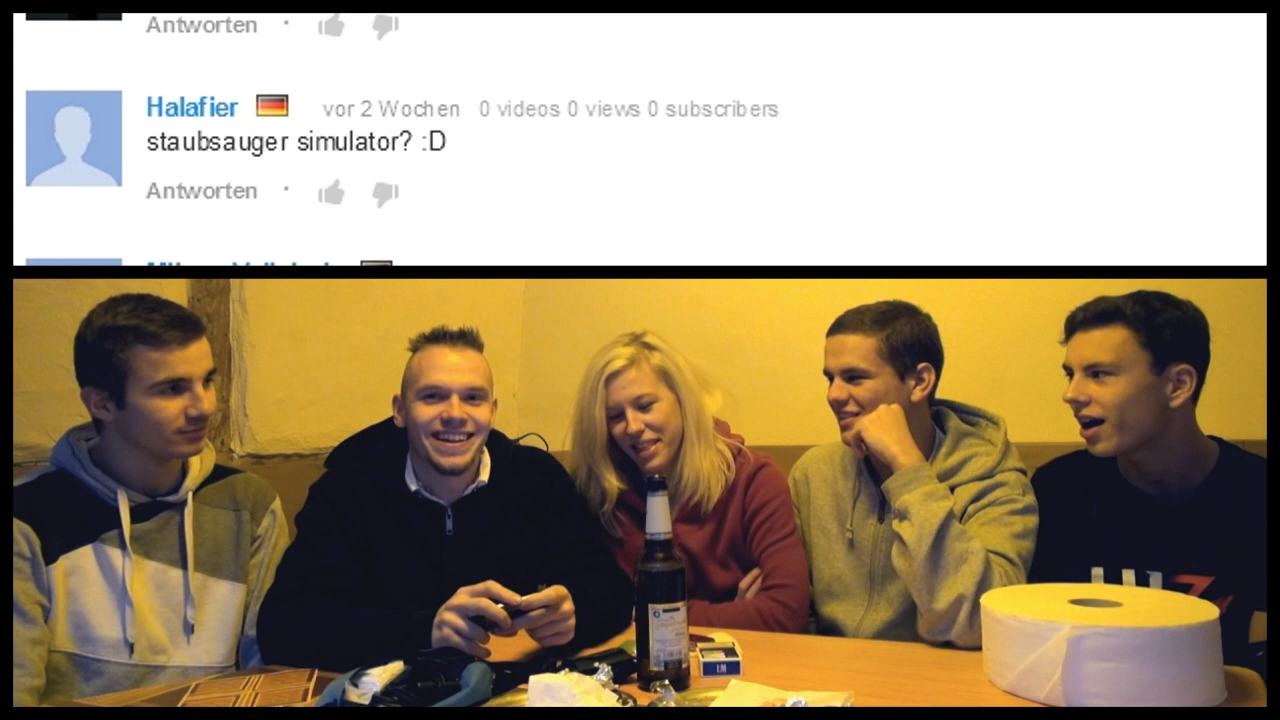 Antworten ·
Halafier vor 2 Wochen 0 videos 0 views 0 subscribers
staubsauger simulator? :D
Antworten ·
L&M